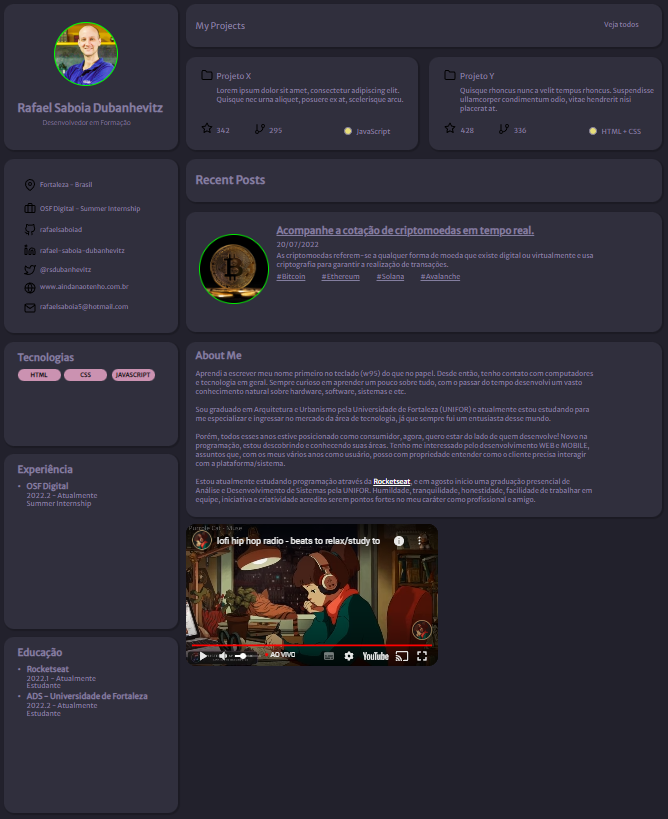 Rafael Saboia Dubanhevitz
Desenvolvedor em Formação
Fortaleza - Brasil
OSF Digital - Summer Internship
rafaelsaboiad
rafael-sabola-dubanhevitz
@rsdubanhevitz
www.aindanaotenho.com.br
rafaelsaboia5@hotmail.com
Tecnologias
HTML CSS JAVASCRIPT
Experiência
• OSF Digital
2022.2 - Atualmente
Summer Internship
Educação
• Rocketseat
2022.1 - Atualmente
Estudante
• ADS - Universidade de Fortaleza
2022.2 - Atualmente
Estudante
My Projects
Veja todos
Projeto X
Lorem ipsum dolor sit amet, consectetur adipiscing elit.
Quisque nec urna aliquet, posuere ex at, scelerisque arcu.
342 295 JavaScript
Projeto Y
Quisque rhoncus nunca a velit tempus rhoncus. Suspendisse
ullamcorper condimentum odio, vitae hendrerit nisi
placerat at.
428 336 HTML + CSS
Recent Posts
Acompanhe a cotação de criptomoedas em tempo real.
20/07/2022
As criptomoedas referem-se a qualquer forma de moeda que existe digital ou virtualmente e usa
criptografia para garantir a realização de transações.
#Bitcoin #Ethereum #Solana #Avalanche
About Me
Aprendi a escrever meu nome primeiro no teclado (w95) do que no papel. Desde então, tenho contato com computadores
e tecnologia em geral. Sempre curioso em aprender um pouco sobre tudo, com o passar do tempo desenvolvi um vasto
conhecimento natural sobre hardware, software, sistemas e etc.
Sou graduado em Arquitetura e Urbanismo pela Universidade de Fortaleza (UNIFOR) e atualmente estou estudando para
me especializar e ingressar no mercado da área de tecnologia, já que sempre fui um entusiasta desse mundo.
Porém, todos esses anos estive posicionado como consumidor, agora, quero estar do lado de quem desenvolve! Novo na
programação, estou descobrindo e conhecendo suas áreas. Tenho me interessado pelo desenvolvimento WEB e MOBILE,
assuntos que, com os meus vários anos como usuário, posso com propriedade entender como o cliente precisa interagir
com a plataforma/sistema.
Estou atualmente estudando programação através da Rocketseat, e em agosto inicio uma graduação presencial de
Análise e Desenvolvimento de Sistemas pela UNIFOR. Humildade, tranquilidade, honestidade, facilidade de trabalhar em
equipe, iniciativa e criatividade acredito serem pontos fortes no meu caráter como profissional e amigo.
Purple Cat - Muse
lofi hip hop radio - beats to relax/study to
AO VIVO
YouTube